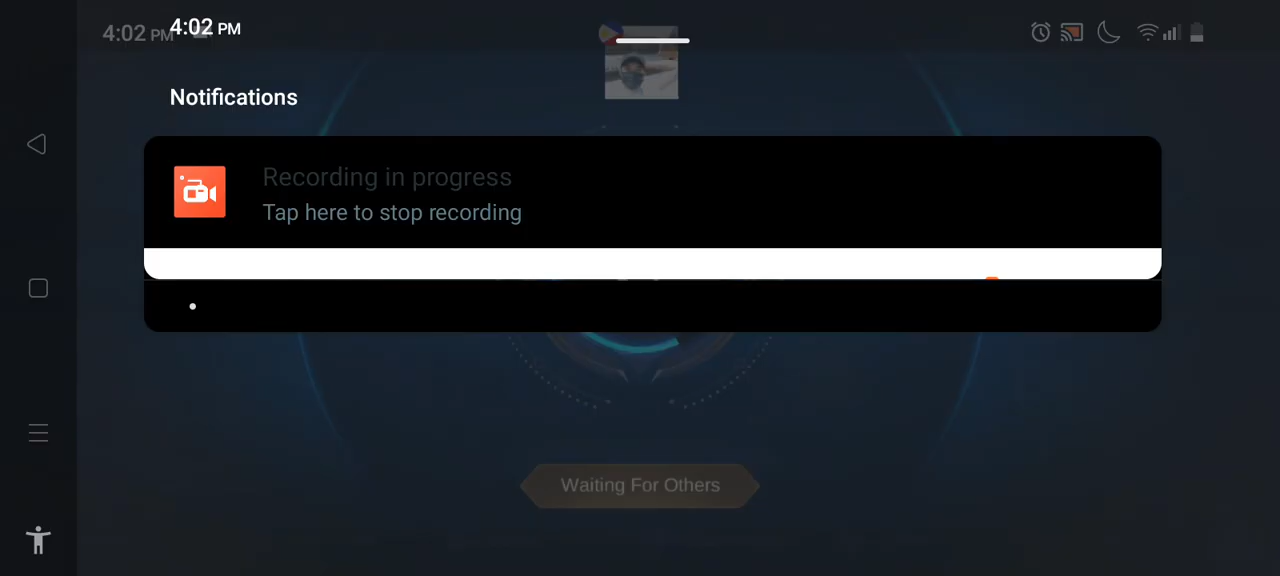 4:02 PM 4:02 PM
Notifications
Recording in progress
Tap here to stop recording
Waiting For Others